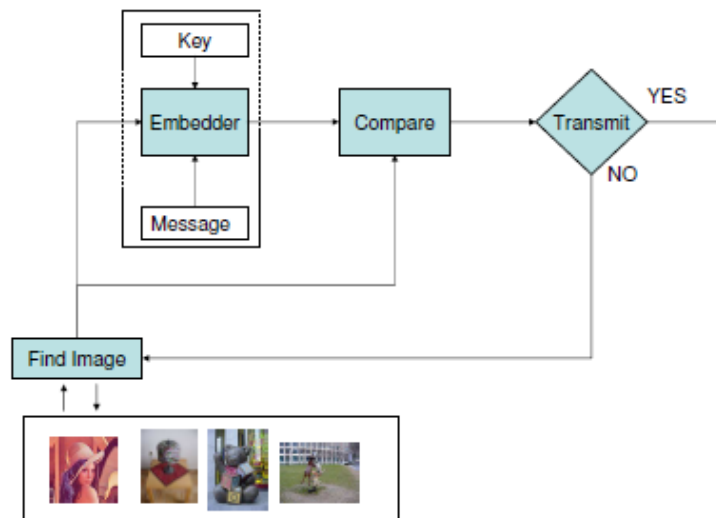 Key
Embedder
Compare
Transmit
YES
NO
Message
Find Image